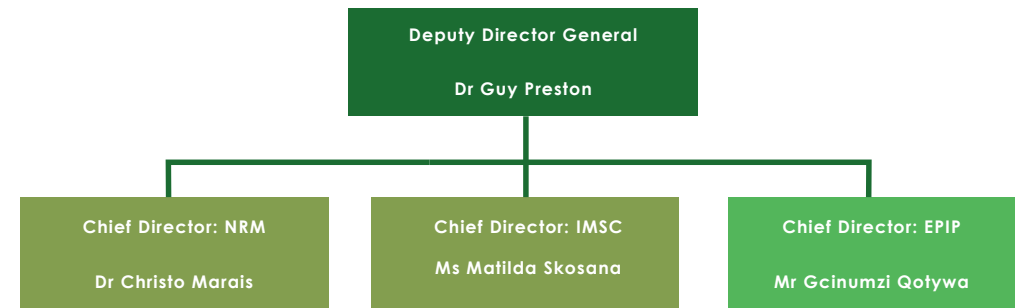 Deputy Director General
Dr Guy Preston
Chief Director: NRM
Dr Christo Marais
Chief Director: IMSC
Ms Matilda Skosana
Chief Director: EPIP
Mr Gcinumzi Qotywa